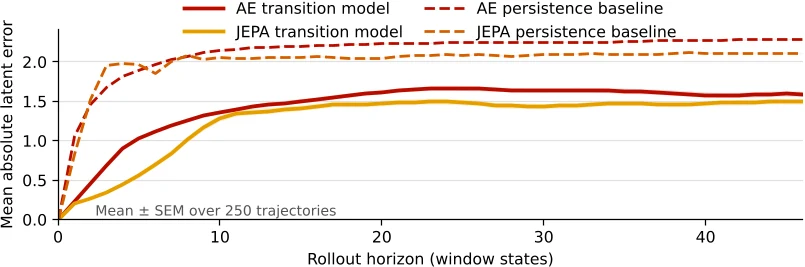 AE transition model
AE persistence baseline
JEPA transition model
JEPA persistence baseline
Mean absolute latent error
2.0
1.5
1.0
0.5
0.0
Mean ± SEM over 250 trajectories
0
10
20
30
40
Rollout horizon (window states)